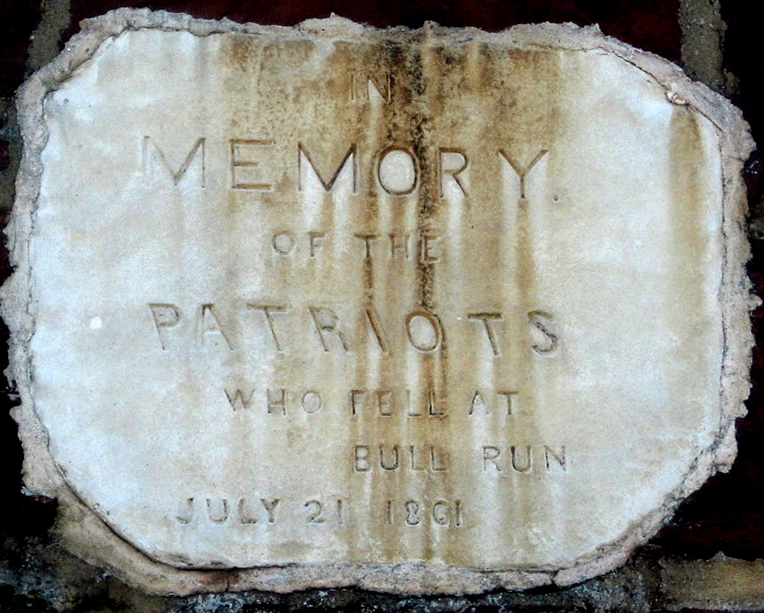 IN
MEMORY.
OF THE
PATRIOTS
WHO FELL AT
BULL RUN
JULY 21 1861